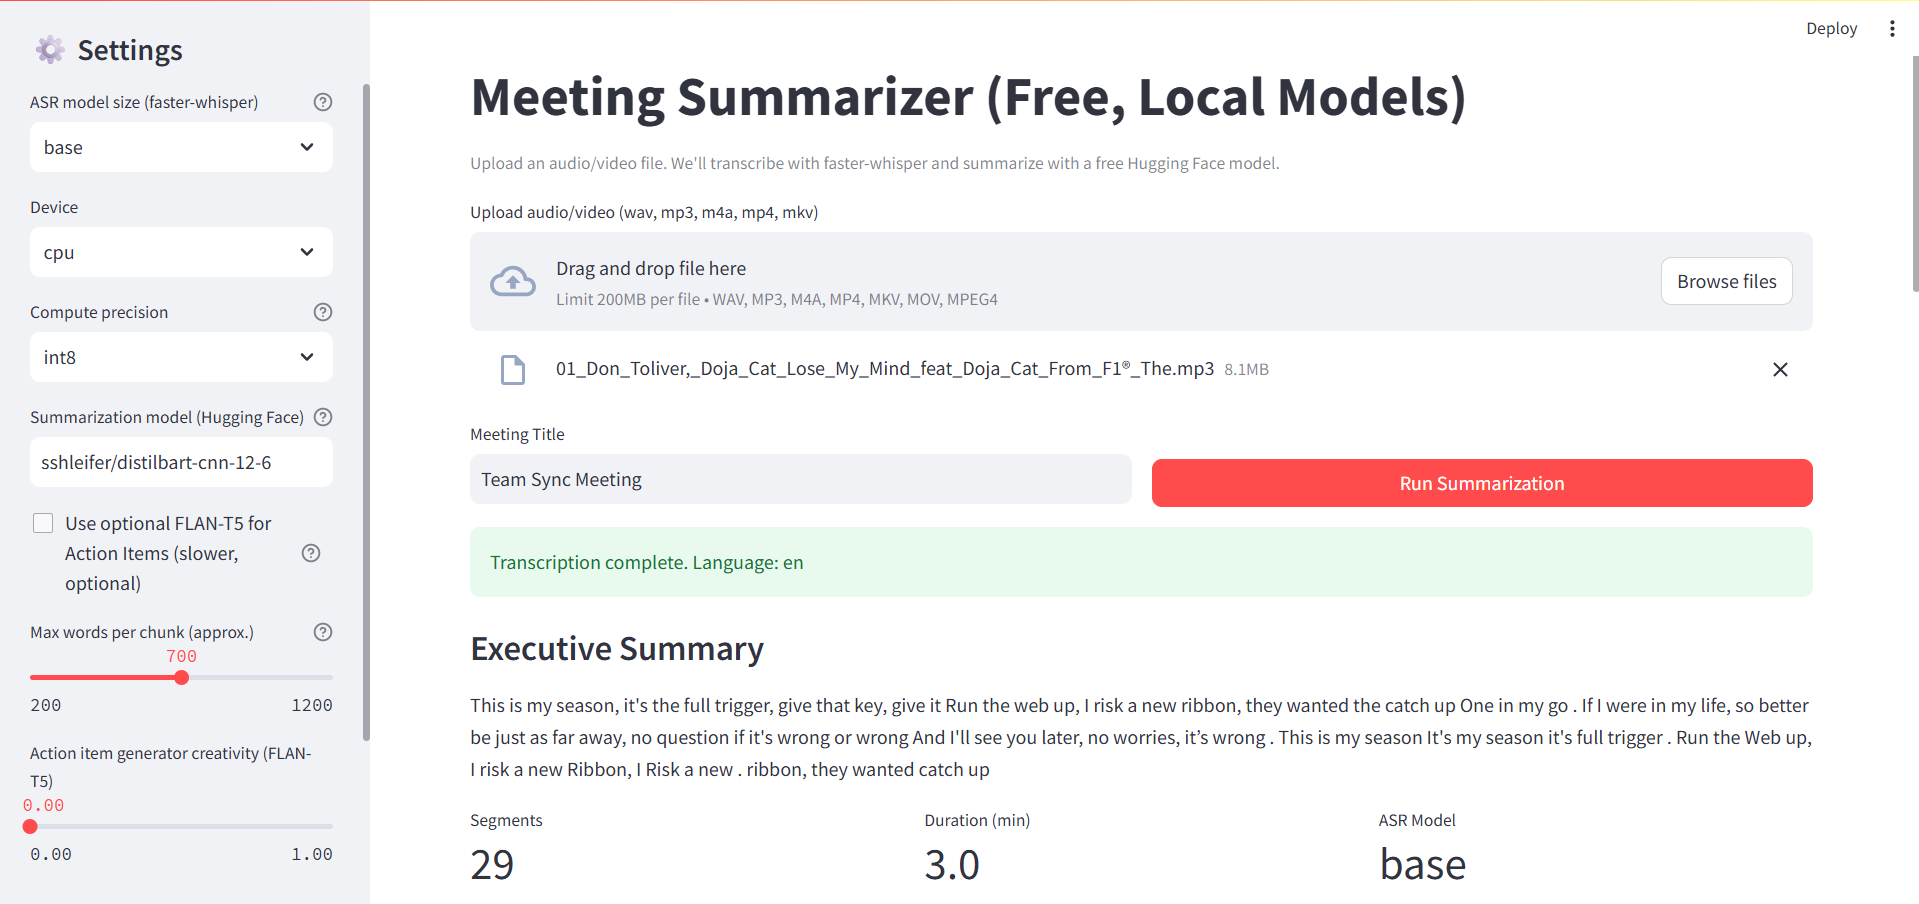 Settings
ASR model size (faster-whisper)
base
Device
cpu
Compute precision
int8
Summarization model (Hugging Face)
sshleifer/distilbart-cnn-12-6
Use optional FLAN-T5 for
Action Items (slower,
optional)
Max words per chunk (approx.)
700
200 1200
Action item generator creativity (FLAN-
T5)
0.00
0.00 1.00
Deploy
Meeting Summarizer (Free, Local Models)
Upload an audio/video file. We'll transcribe with faster-whisper and summarize with a free Hugging Face model.
Upload audio/video (wav, mp3, m4a, mp4, mkv)
Drag and drop file here
Limit 200MB per file • WAV, MP3, M4A, MP4, MKV, MOV, MPEG4
Browse files
01_Don_Toliver,_Doja_Cat_Lose_My_Mind_feat_Doja_Cat_From_F1®_The.mp3 8.1MB
Meeting Title
Team Sync Meeting
Run Summarization
Transcription complete. Language: en
Executive Summary
This is my season, it's the full trigger, give that key, give it Run the web up, I risk a new ribbon, they wanted the catch up One in my go . If I were in my life, so better
be just as far away, no question if it's wrong or wrong And I'll see you later, no worries, it’s wrong . This is my season It's my season it's full trigger . Run the Web up,
I risk a new Ribbon, I Risk a new . ribbon, they wanted catch up
Segments
29
Duration (min)
3.0
ASR Model
base